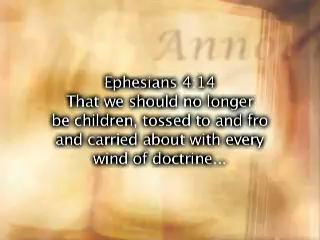 Anno
Ephesians 4:14
That we should no longer
be children, tossed to and fro
and carried about with every
wind of doctrine...